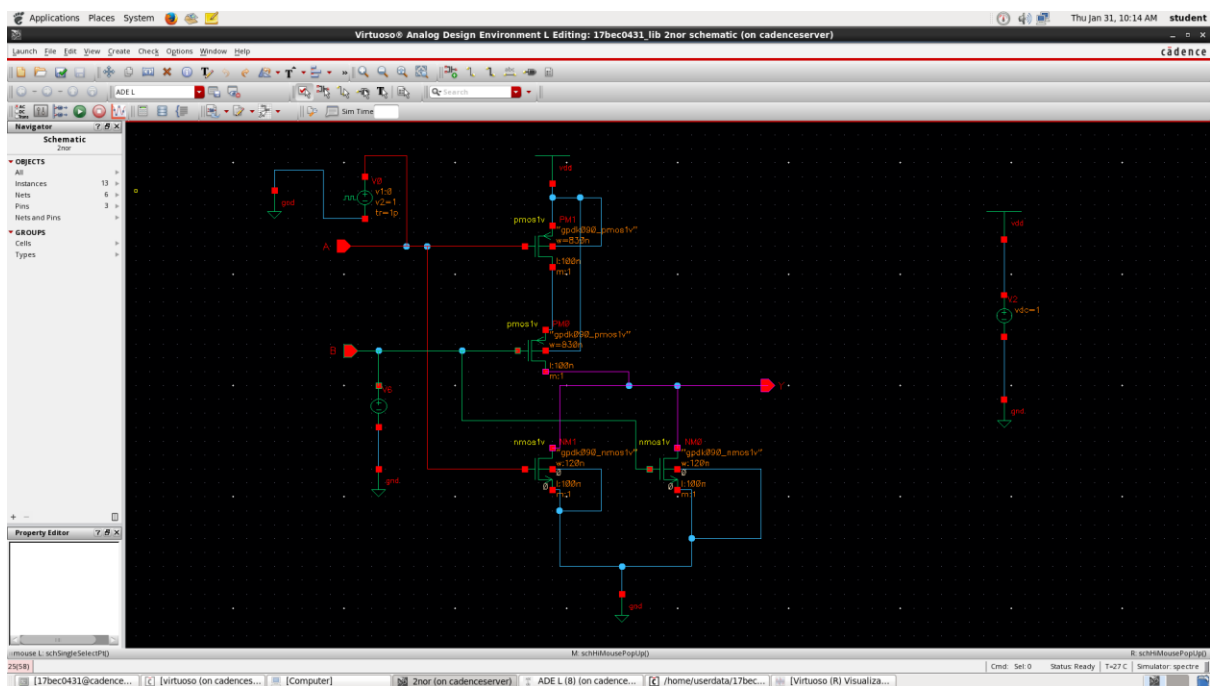 Applications Places System
Thu Jan 31, 10:14 AM student
Virtuoso® Analog Design Environment L Editing: 17bec0431_lib 2nor schematic (on cadenceserver)
Launch File Edit View Create Check Options Window Help
cādence
ADE L
Search
Sim Time
Navigator
Schematic
2nor
OBJECTS
All
Instances 13
Nets 6
Pins 3
Nets and Pins
GROUPS
Cells
Types
Property Editor
gnd
V0
v1:0
v2=1
tr=1p
A
vdd
pmos1v
PM1
"gpdk090_pmos1v"
w=830n
l:100n
m:1
B
pmos1v
PM0
"gpdk090_pmos1v"
w=830n
l:100n
m:1
gnd
Y
nmos1v
NM1
"gpdk090_nmos1v"
w:120n
l:100n
m:1
nmos1v
NM0
"gpdk090_nmos1v"
w:120n
l:100n
m:1
gnd
vdd
V2
vdc=1
gnd
mouse L: schSingleSelectPt()
M: schHiMousePopUp()
R: schHiMousePopUp()
25(58)
Cmd: Sel: 0
Status: Ready
T=27 C
Simulator: spectre
[17bec0431@cadence...
[virtuoso (on cadences...
[Computer]
2nor (on cadenceserver)
ADE L (8) (on cadence...
/home/userdata/17bec...
[Virtuoso (R) Visualiza...